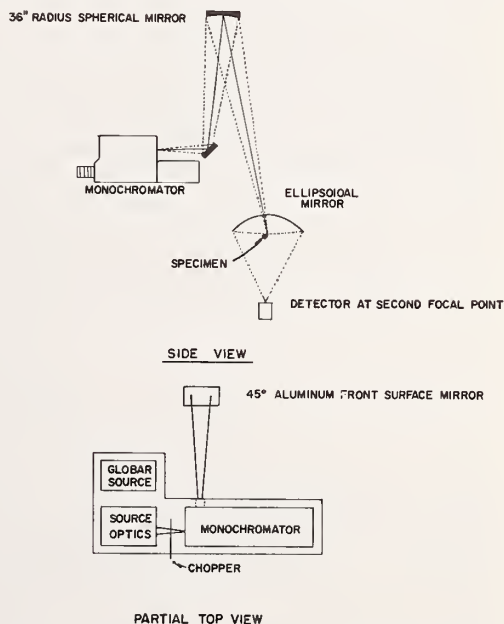 36" RADIUS SPHERICAL MIRROR
MONOCHROMATOR
ELLIPSOIDAL
MIRROR
SPECIMEN
DETECTOR AT SECOND FOCAL POINT
SIDE VIEW
45° ALUMINUM FRONT SURFACE MIRROR
GLOBAR
SOURCE
SOURCE
OPTICS
MONOCHROMATOR
CHOPPER
PARTIAL TOP VIEW